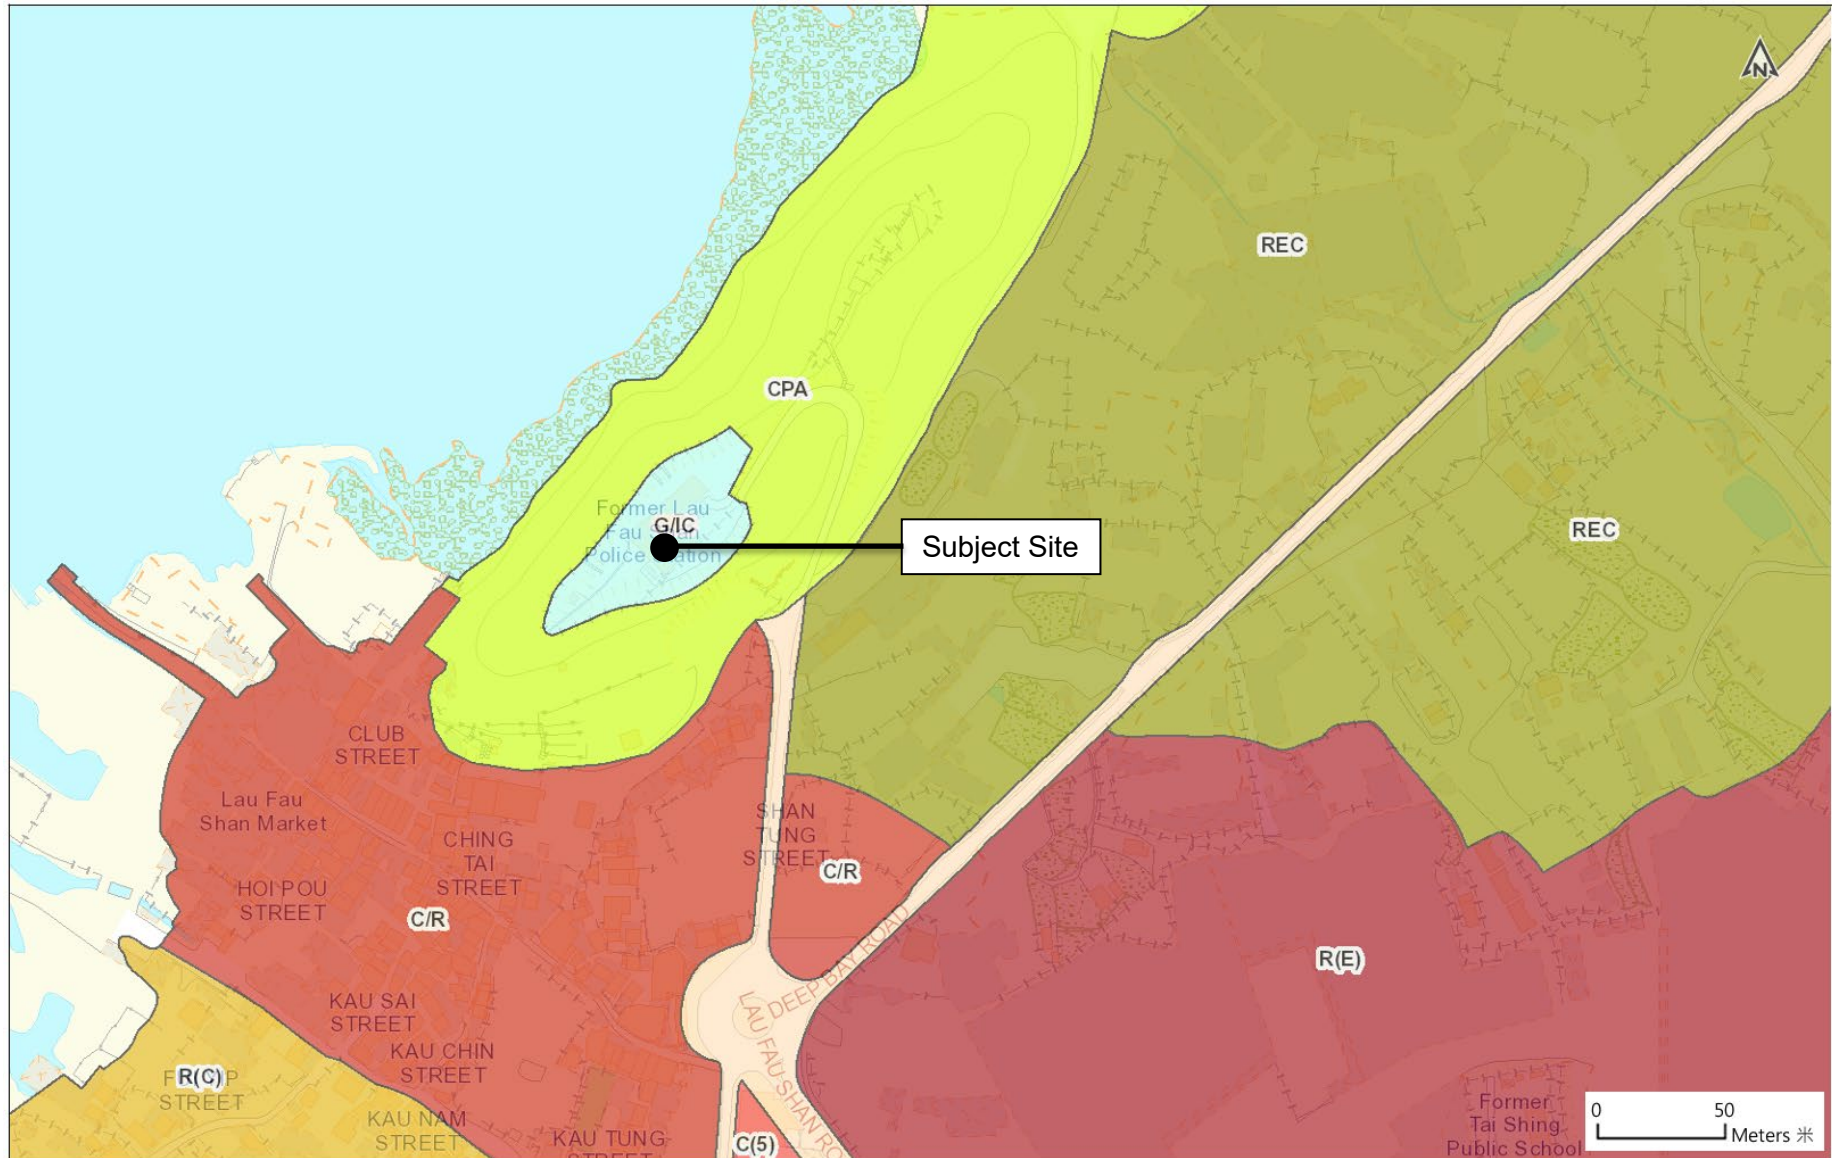 N
REC
CPA
Former Lau
Fau Shan
Police Station
G/IC
Subject Site
REC
CLUB
STREET
Lau Fau
Shan Market
SHAN
TUNG
STREET
CHING
TAI
STREET
C/R
HOI POU
STREET
C/R
DEEP BAY ROAD
R(E)
KAU SAI
STREET
LAU FAU SHAN RO
KAU CHIN
STREET
R(C)
STREET
KAU NAM
STREET
KAU TUNG
STREET
C(5)
Former
Tai Shing
Public School
0 50
Meters 米